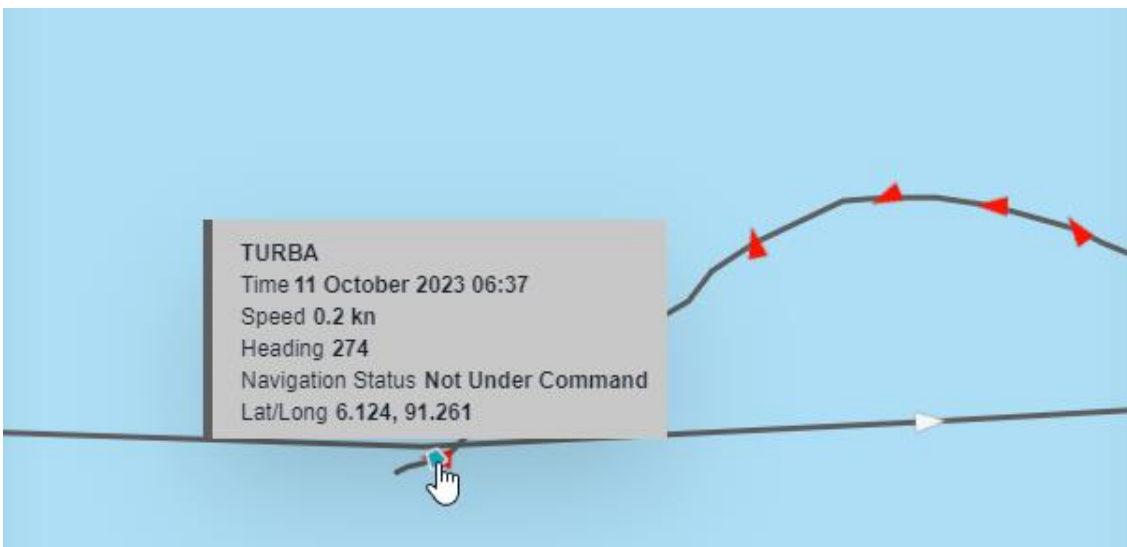 TURBA
Time 11 October 2023 06:37
Speed 0.2 kn
Heading 274
Navigation Status Not Under Command
Lat/Long 6.124, 91.261